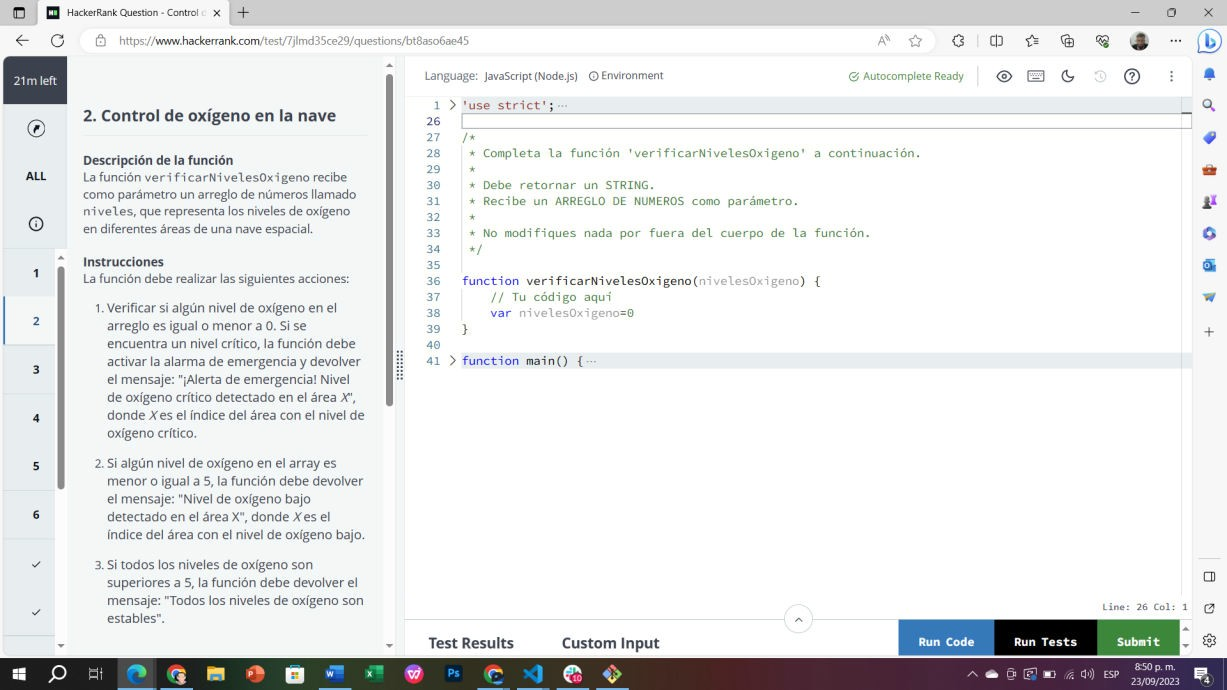 HackerRank Question - Control d
https://www.hackerrank.com/test/7jlmd35ce29/questions/bt8aso6ae45
21m left
ALL
1
2
3
4
5
6
2. Control de oxígeno en la nave
Descripción de la función
La función verificarNivelesOxigeno recibe
como parámetro un arreglo de números llamado
niveles, que representa los niveles de oxígeno
en diferentes áreas de una nave espacial.
Instrucciones
La función debe realizar las siguientes acciones:
1. Verificar si algún nivel de oxígeno en el
arreglo es igual o menor a 0. Si se
encuentra un nivel crítico, la función debe
activar la alarma de emergencia y devolver
el mensaje: "¡Alerta de emergencia! Nivel
de oxígeno crítico detectado en el área X",
donde X es el índice del área con el nivel de
oxígeno crítico.
2. Si algún nivel de oxígeno en el array es
menor o igual a 5, la función debe devolver
el mensaje: "Nivel de oxígeno bajo
detectado en el área X", donde X es el
índice del área con el nivel de oxígeno bajo.
3. Si todos los niveles de oxígeno son
superiores a 5, la función debe devolver el
mensaje: "Todos los niveles de oxígeno son
estables".
Language: JavaScript (Node.js) Environment
Autocomplete Ready
1 'use strict'; ...
26
27 /*
28 * Completa la función 'verificarNivelesOxigeno' a continuación.
29 *
30 * Debe retornar un STRING.
31 * Recibe un ARREGLO DE NUMEROS como parámetro.
32 *
33 * No modifiques nada por fuera del cuerpo de la función.
34 */
35
36 function verificarNivelesOxigeno(nivelesOxigeno) {
37 // Tu código aquí
38 var nivelesOxigeno=0
39 }
40
41 function main() { ...
Line: 26 Col: 1
Test Results Custom Input
Run Code Run Tests Submit
10
ESP
8:50 p. m.
23/09/2023
4